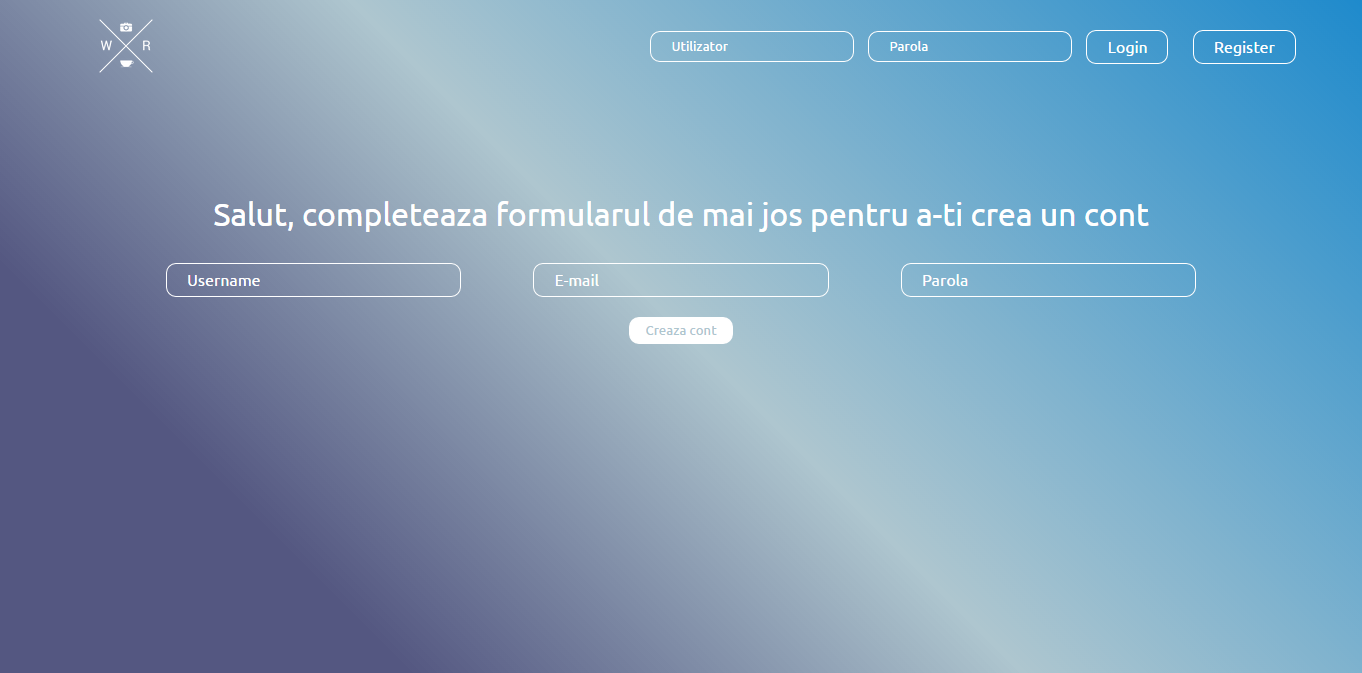 W R
Utilizator Parola Login Register
Salut, completeaza formularul de mai jos pentru a-ti crea un cont
Username E-mail Parola
Creaza cont